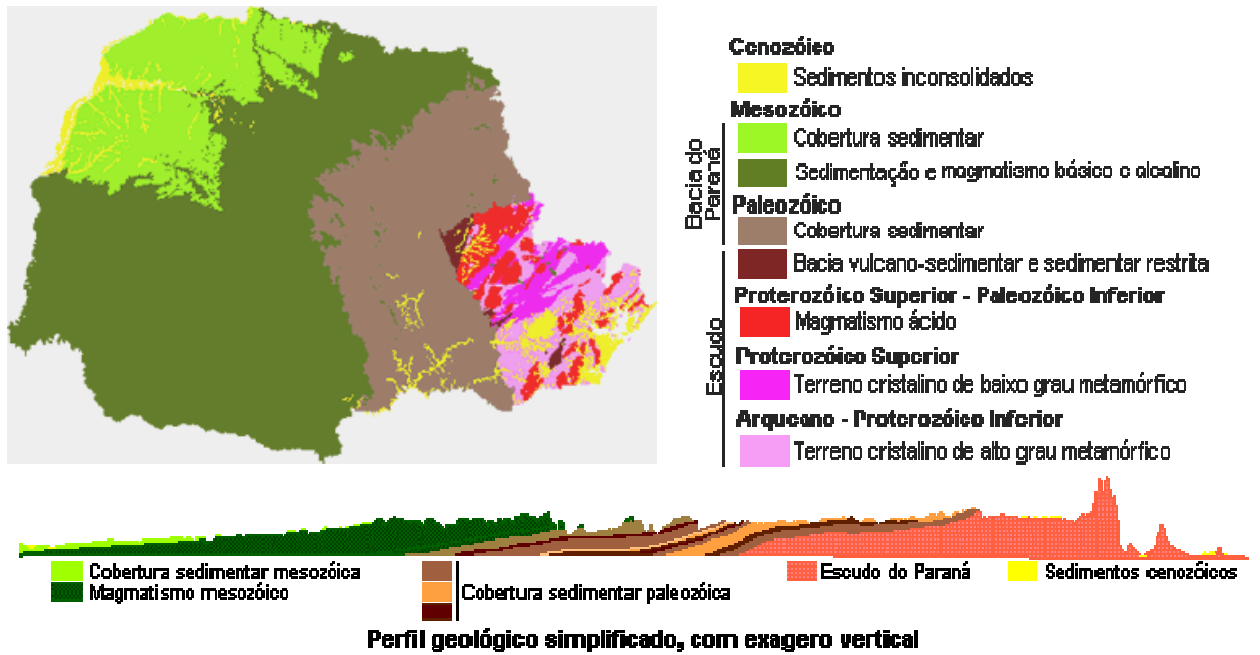 Cenozóico
Sedimentos inconsolidados
Mesozóico
Cobertura sedimentar
Sedimentação e magmatismo básico e alcalino
Paleozóico
Cobertura sedimentar
Bacia vulcano-sedimentar e sedimentar restrita
Proterozóico Superior - Paleozóico Inferior
Magmatismo ácido
Proterozóico Superior
Terreno cristalino de baixo grau metamórfico
Arqueano - Proterozóico Inferior
Terreno cristalino de alto grau metamórfico
Bacia do
Paraná
Escudo
Cobertura sedimentar mesozóica
Magmatismo mesozóico
Cobertura sedimentar paleozóica
Escudo do Paraná
Sedimentos cenozóicos
Perfil geológico simplificado, com exagero vertical